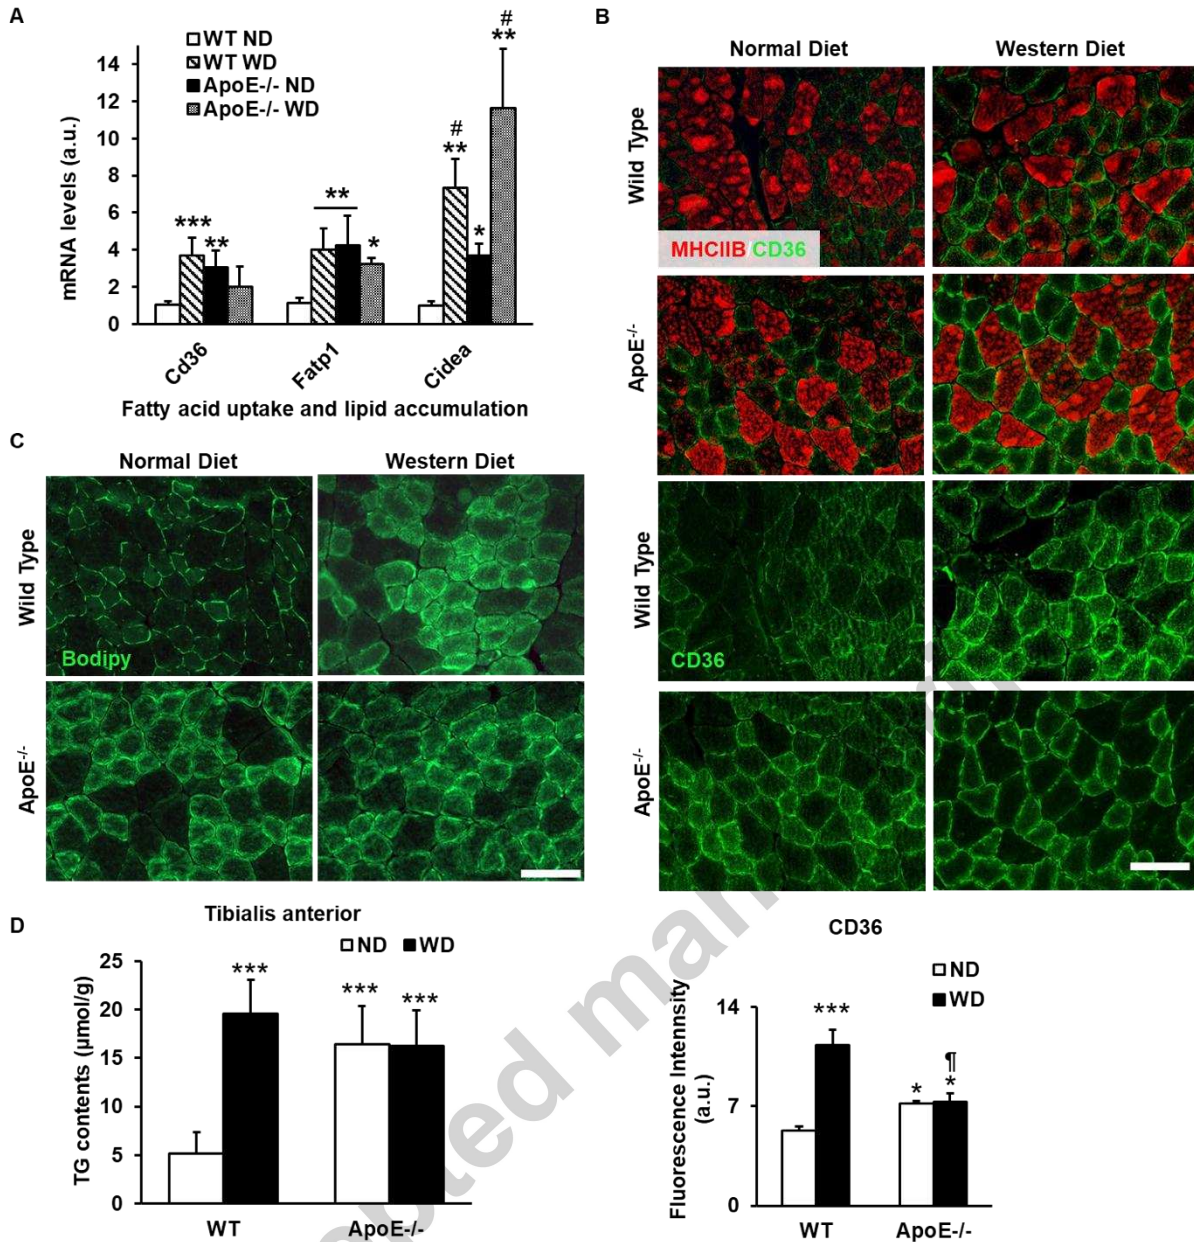 A
WT ND
WT WD
ApoE-/- ND
ApoE-/- WD
mRNA levels (a.u.)
14
12
10
8
6
4
2
0
***
**
**
*
#
**
*
#
**
Cd36
Fatp1
Cidea
Fatty acid uptake and lipid accumulation
B
Normal Diet
Western Diet
Wild Type
MHCIIB/CD36
ApoE-/-
Wild Type
CD36
ApoE-/-
C
Normal Diet
Western Diet
Wild Type
Bodipy
ApoE-/-
D
Tibialis anterior
ND
WD
TG contents (µmol/g)
25
20
15
10
5
0
***
***
***
WT
ApoE-/-
CD36
ND
WD
Fluorescence Intennsity
(a.u.)
14
7
0
***
*
¶
*
WT
ApoE-/-